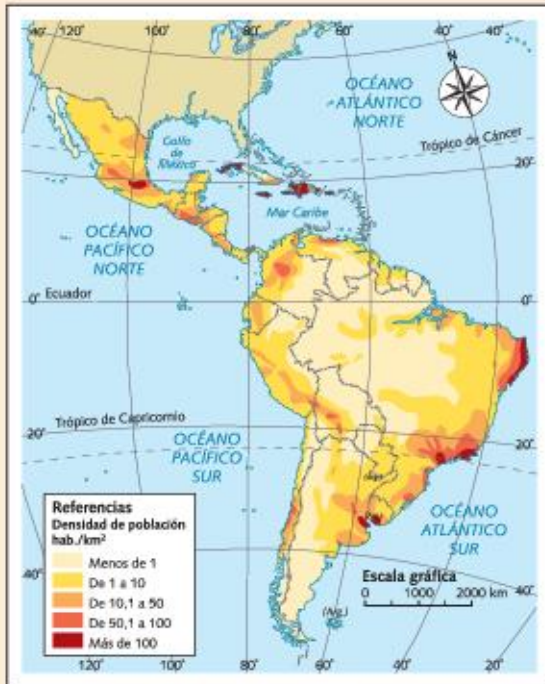 40° 120° 100° 80° 60° 40° 40°
N
OCÉANO
ATLÁNTICO
NORTE
Trópico de Cáncer
Golfo
de
México
20° 20°
Mar Caribe
OCÉANO
PACÍFICO
NORTE
0° Ecuador 0°
Trópico de Capricornio
20° 20°
OCÉANO
PACÍFICO
SUR
OCÉANO
ATLÁNTICO
SUR
Referencias
Densidad de población
hab./km²
Menos de 1
De 1 a 10
De 10,1 a 50
De 50,1 a 100
Más de 100
40° 40°
Escala gráfica
0 1000 2000 km
120° 100° 80° 60° 40° 20°